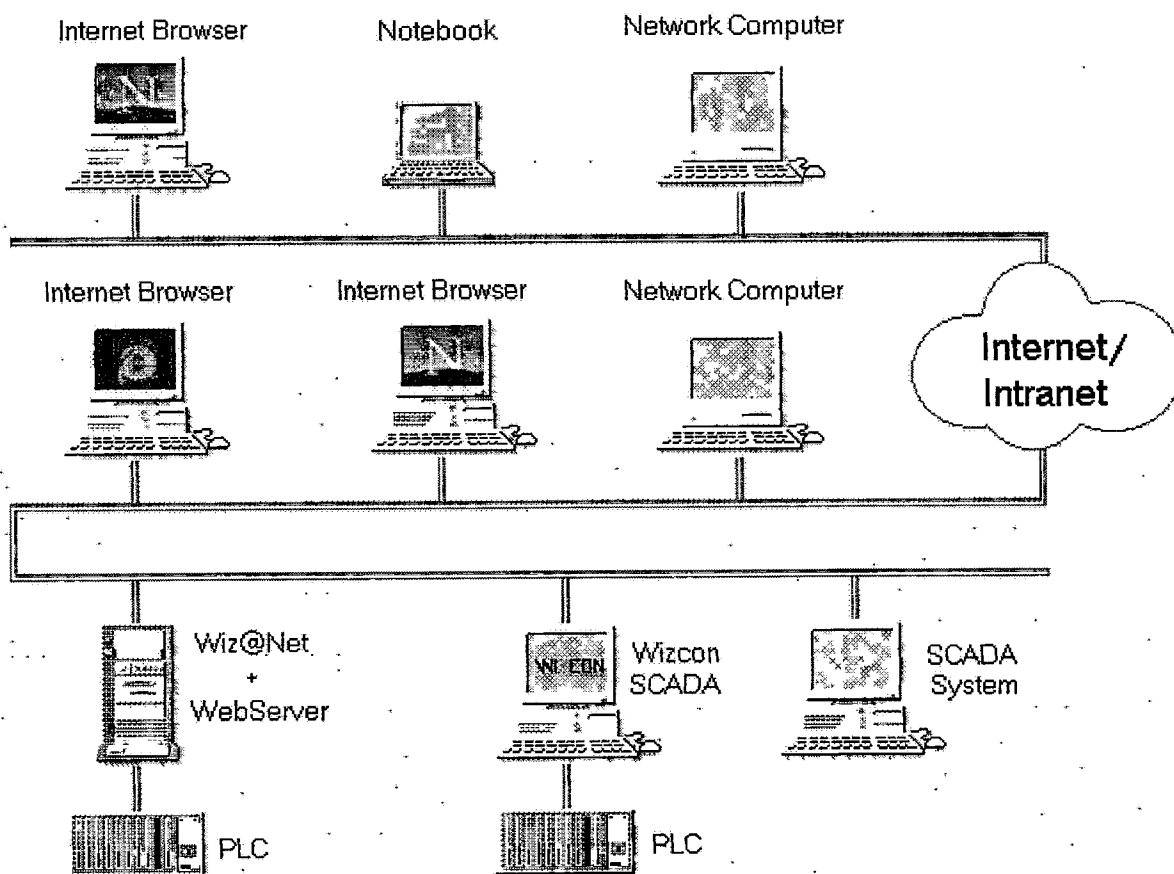 Internet Browser
Notebook
Network Computer
Internet Browser
Internet Browser
Network Computer
Internet/
Intranet
Wiz@Net
+
WebServer
WIZCON
Wizcon
SCADA
SCADA
System
PLC
PLC